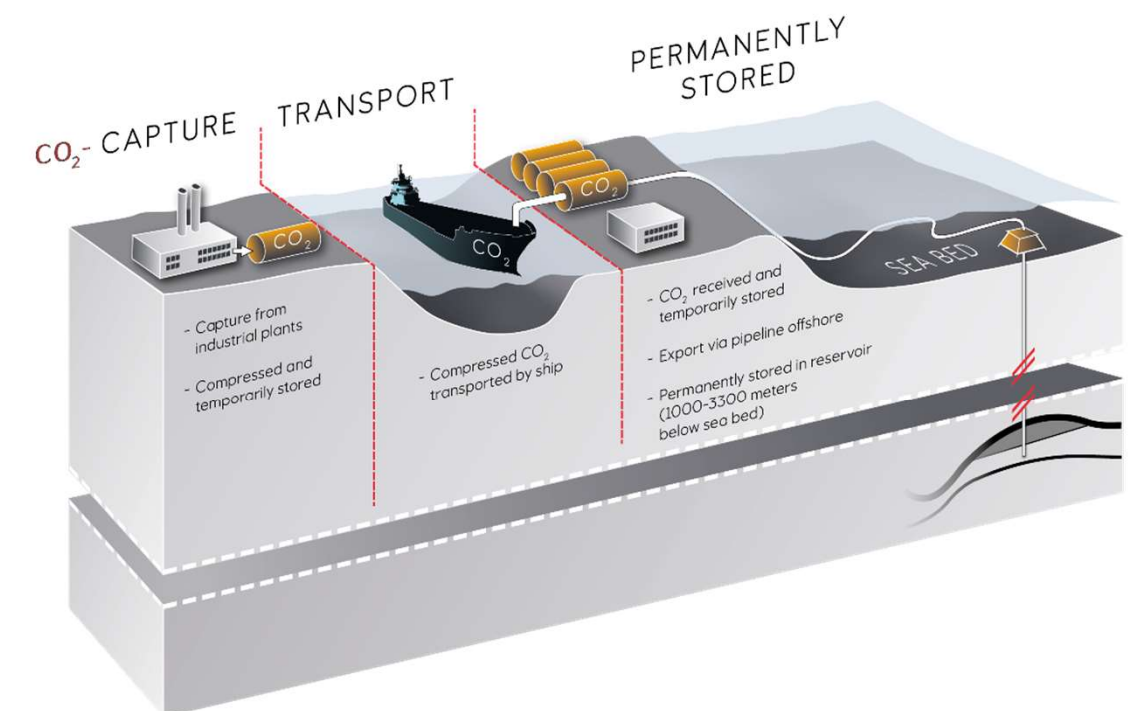 CO₂- CAPTURE
TRANSPORT
PERMANENTLY
STORED
CO₂
CO₂
CO₂
SEA BED
- Capture from
industrial plants
- Compressed and
temporarily stored
- Compressed CO₂
transported by ship
- CO₂ received and
temporarily stored
- Export via pipeline offshore
- Permanently stored in reservoir
(1000-3300 meters
below sea bed)